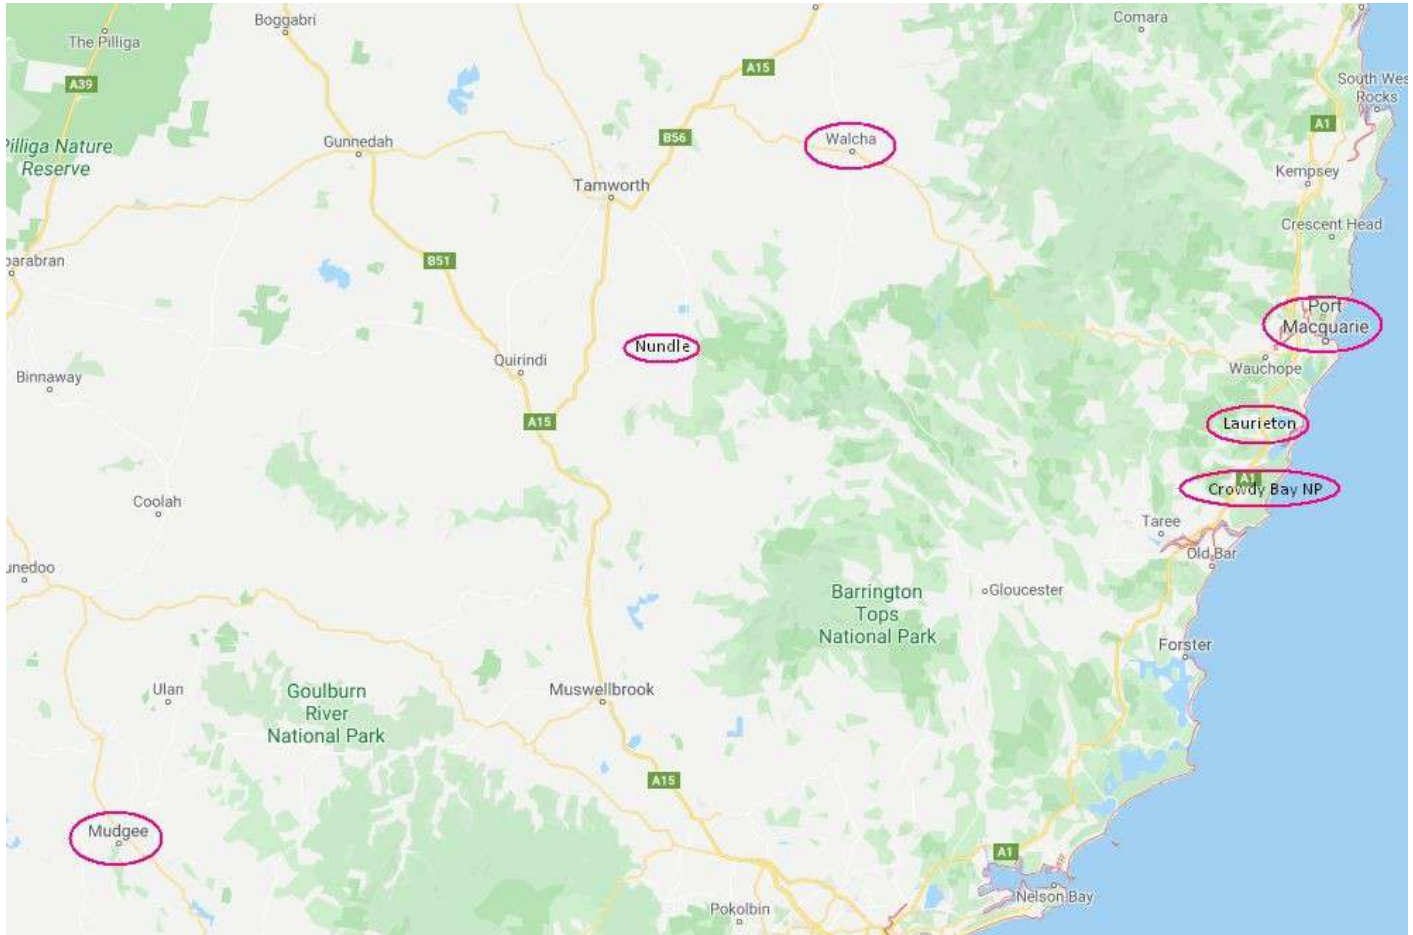 Boggabri
Comara
The Pilliga
A15
South Wes
Rocks
A39
A1
B56
Pilliga Nature
Reserve
Gunnedah
Walcha
Kempsey
Tamworth
Crescent Head
parabran
B51
Port
Macquarie
Nundle
Quirindi
Wauchope
Binnaway
A15
Laurieton
A1
Crowdy Bay NP
Coolah
Taree
Old Bar
unedoo
Barrington
Tops
National Park
Gloucester
Forster
Ulan
Goulburn
River
National Park
Muswellbrook
A15
Mudgee
A1
Nelson Bay
Pokolbin